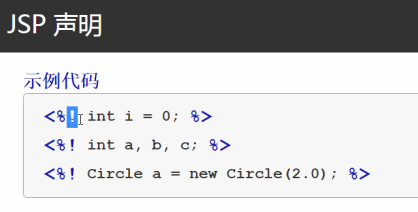 JSP 声明
示例代码
<%! int i = 0; %>
<%! int a, b, c; %>
<%! Circle a = new Circle(2.0); %>